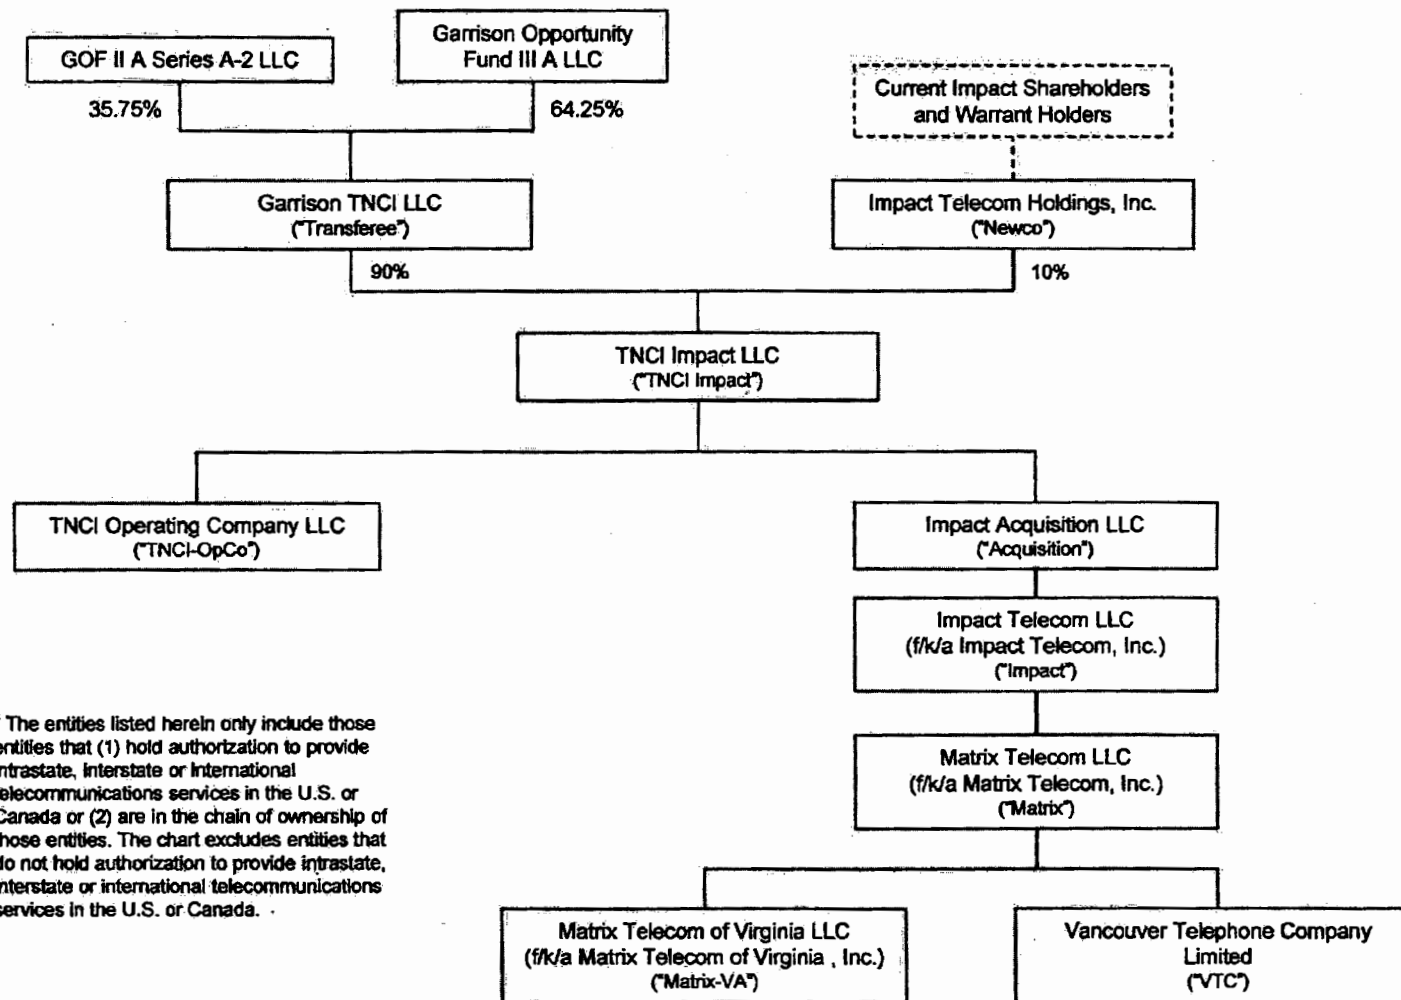 GOF II A Series A-2 LLC
Garrison Opportunity
Fund III A LLC
35.75%
64.25%
Current Impact Shareholders
and Warrant Holders
Garrison TNCI LLC
("Transferee")
Impact Telecom Holdings, Inc.
("Newco")
90%
10%
TNCI Impact LLC
("TNCI Impact")
TNCI Operating Company LLC
("TNCI-OpCo")
Impact Acquisition LLC
("Acquisition")
Impact Telecom LLC
(f/k/a Impact Telecom, Inc.)
("Impact")
Matrix Telecom LLC
(f/k/a Matrix Telecom, Inc.)
("Matrix")
The entities listed herein only include those
entities that (1) hold authorization to provide
intrastate, interstate or international
telecommunications services in the U.S. or
Canada or (2) are in the chain of ownership of
those entities. The chart excludes entities that
do not hold authorization to provide intrastate,
interstate or international telecommunications
services in the U.S. or Canada.
Matrix Telecom of Virginia LLC
(f/k/a Matrix Telecom of Virginia , Inc.)
("Matrix-VA")
Vancouver Telephone Company
Limited
("VTC")